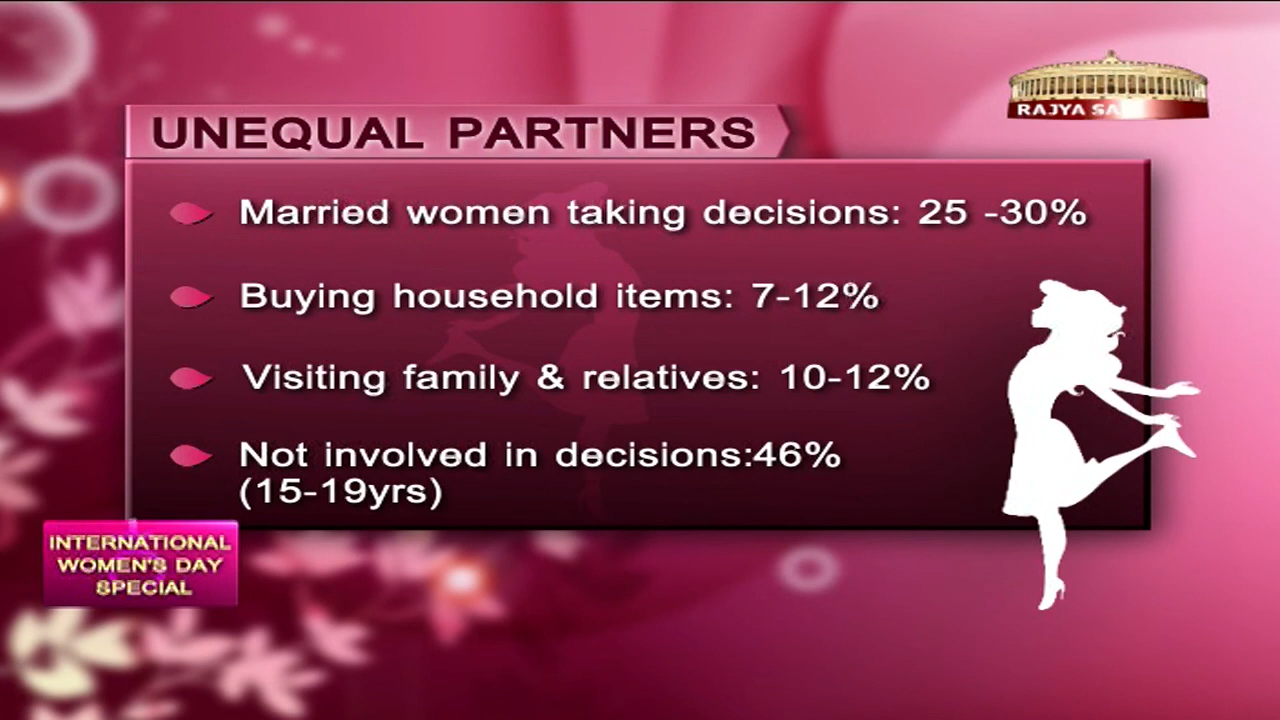 RAJYA SA
UNEQUAL PARTNERS
Married women taking decisions: 25 -30%
Buying household items: 7-12%
Visiting family & relatives: 10-12%
Not involved in decisions:46%
(15-19yrs)
INTERNATIONAL
WOMEN'S DAY
SPECIAL